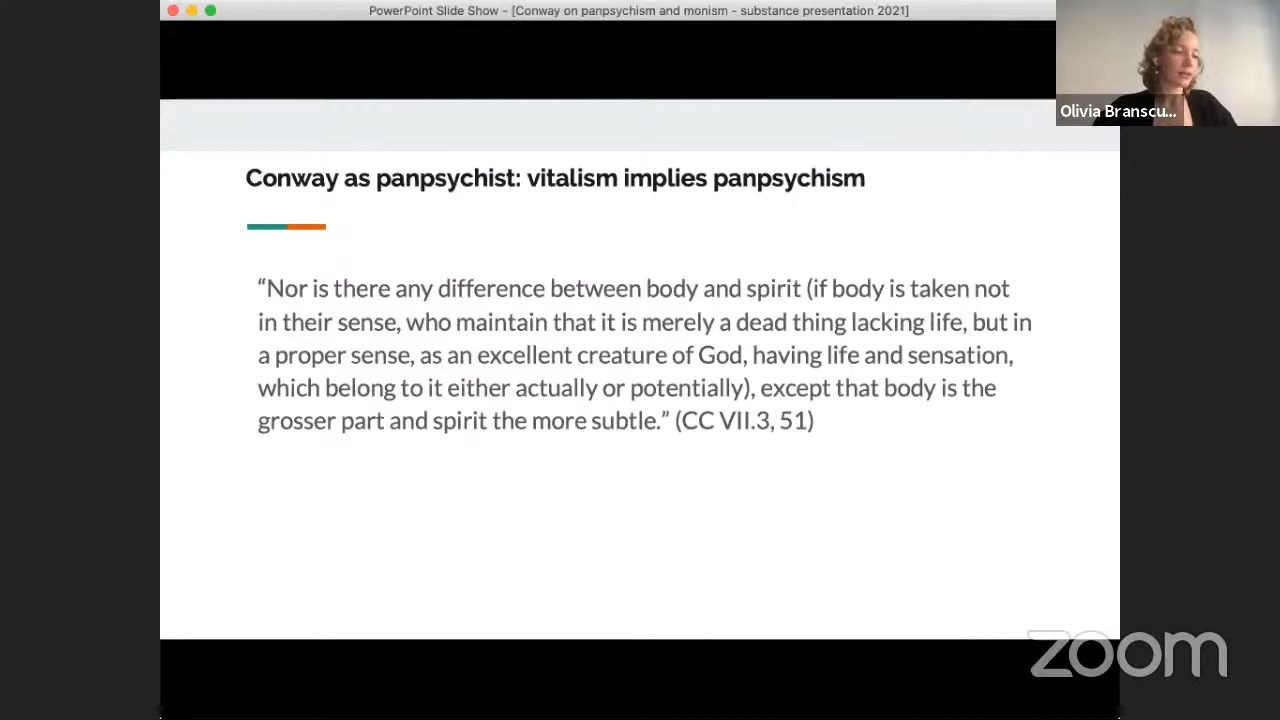 PowerPoint Slide Show - [Conway on panpsychism and monism - substance presentation 2021]
Olivia Branscu...
Conway as panpsychist: vitalism implies panpsychism
“Nor is there any difference between body and spirit (if body is taken not
in their sense, who maintain that it is merely a dead thing lacking life, but in
a proper sense, as an excellent creature of God, having life and sensation,
which belong to it either actually or potentially), except that body is the
grosser part and spirit the more subtle.” (CC VII.3, 51)
zoom